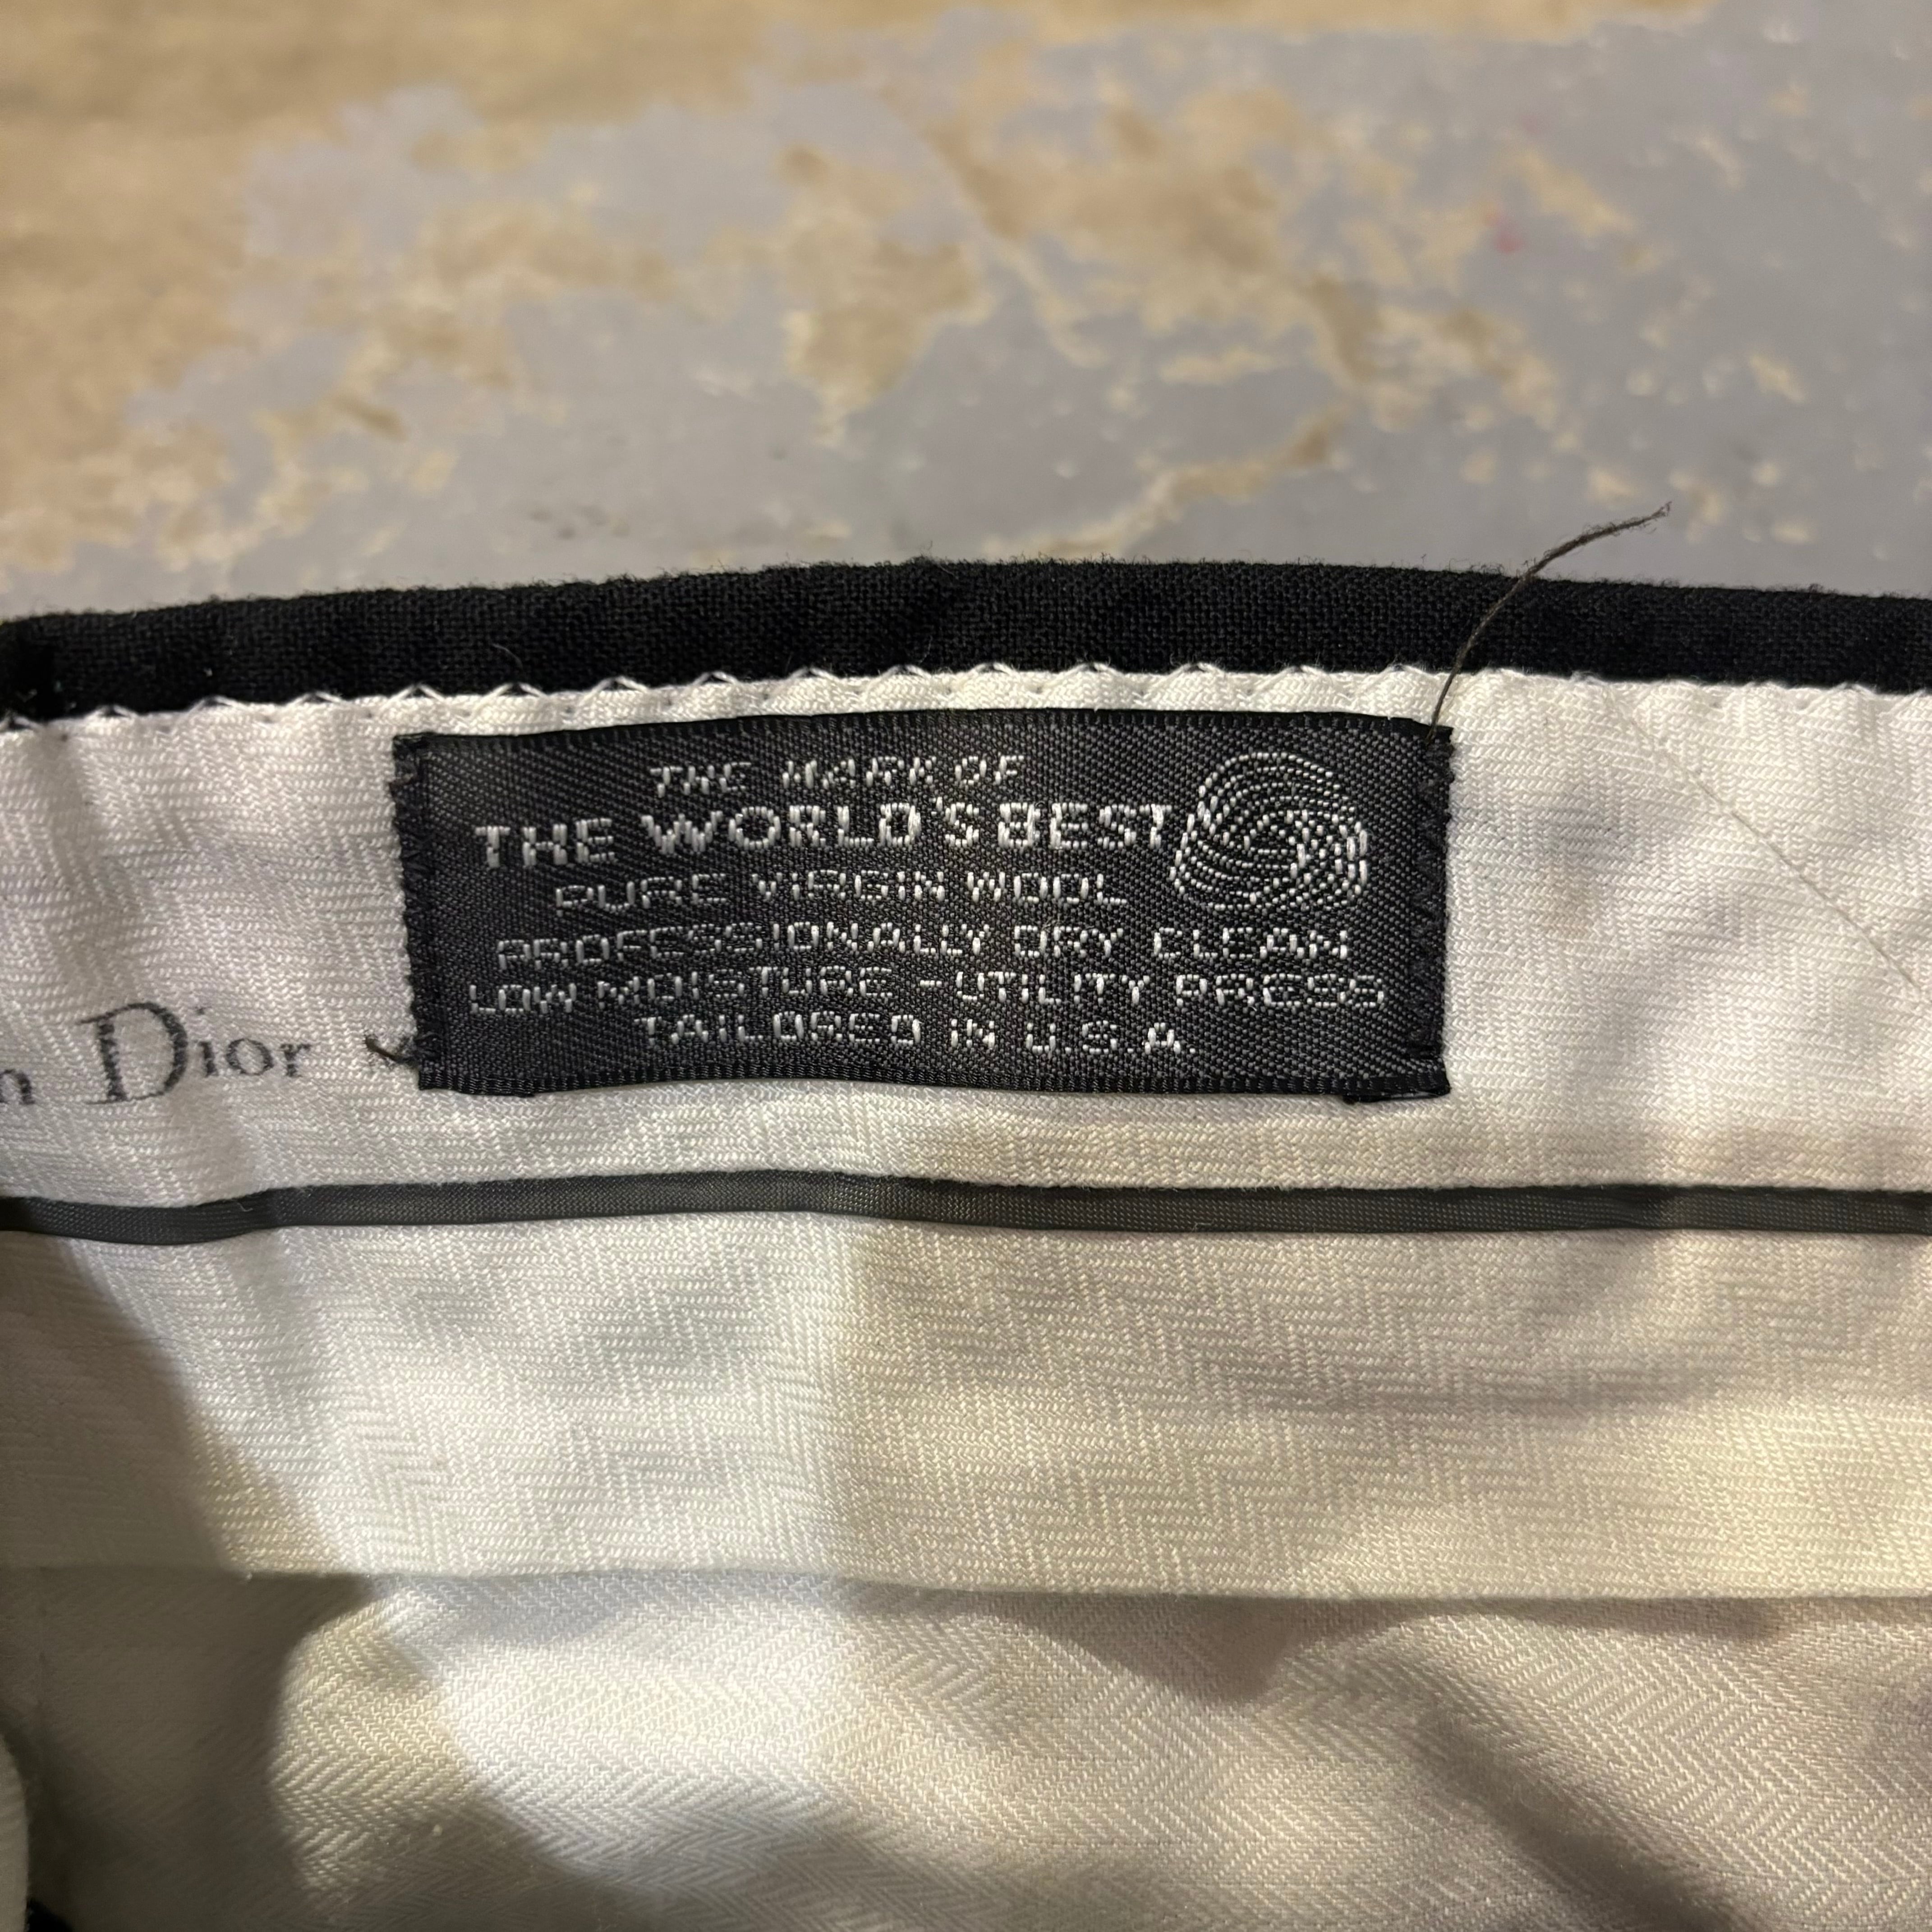 THE MARK OF
THE WORLD'S BEST
PURE VIRGIN WOOL
PROFESSIONALLY DRY CLEAN
LOW MOISTURE - UTILITY PRESS
TAILORED IN U.S.A.
n Dior